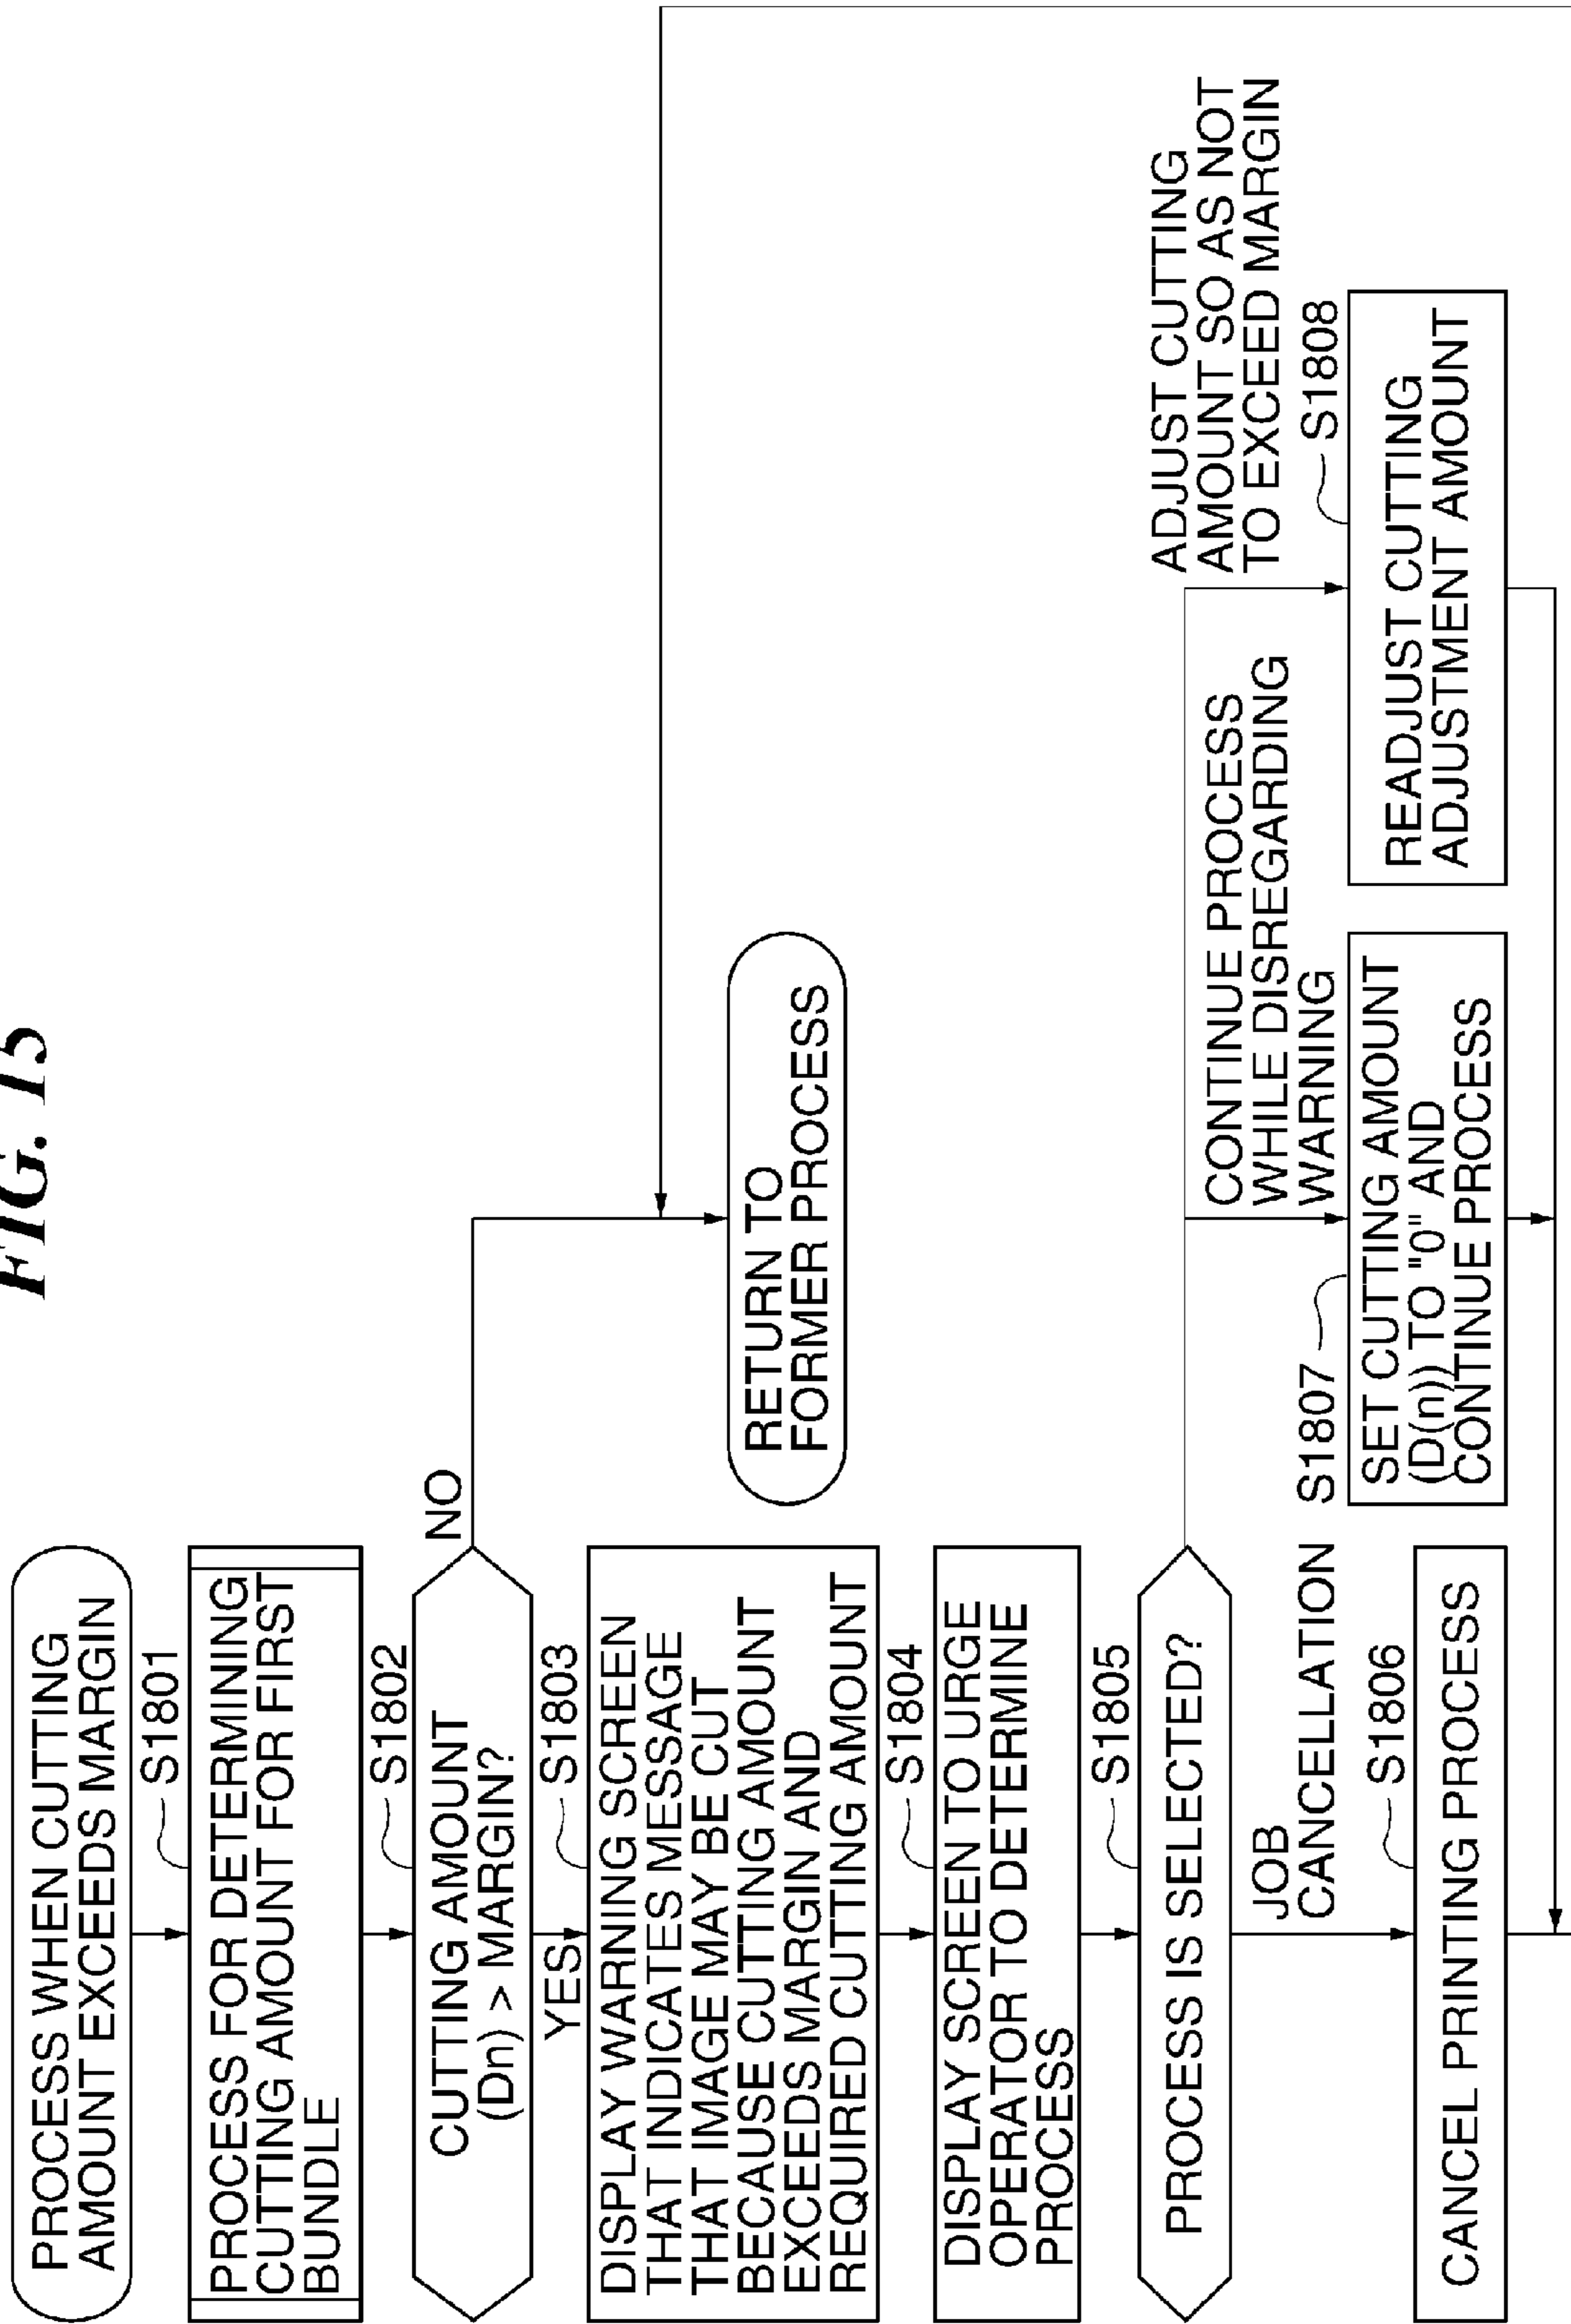 FIG. 15
PROCESS WHEN CUTTING
AMOUNT EXCEEDS MARGIN
S1801
PROCESS FOR DETERMINING
CUTTING AMOUNT FOR FIRST
BUNDLE
S1802
CUTTING AMOUNT
(Dn) > MARGIN?
NO
YES
S1803
DISPLAY WARNING SCREEN
THAT INDICATES MESSAGE
THAT IMAGE MAY BE CUT
BECAUSE CUTTING AMOUNT
EXCEEDS MARGIN AND
REQUIRED CUTTING AMOUNT
RETURN TO
FORMER PROCESS
S1804
DISPLAY SCREEN TO URGE
OPERATOR TO DETERMINE
PROCESS
S1805
PROCESS IS SELECTED?
JOB
CANCELLATION
CONTINUE PROCESS
WHILE DISREGARDING
WARNING
ADJUST CUTTING
AMOUNT SO AS NOT
TO EXCEED MARGIN
S1806
CANCEL PRINTING PROCESS
S1807
SET CUTTING AMOUNT
(D(n)) TO "0" AND
CONTINUE PROCESS
S1808
READJUST CUTTING
ADJUSTMENT AMOUNT